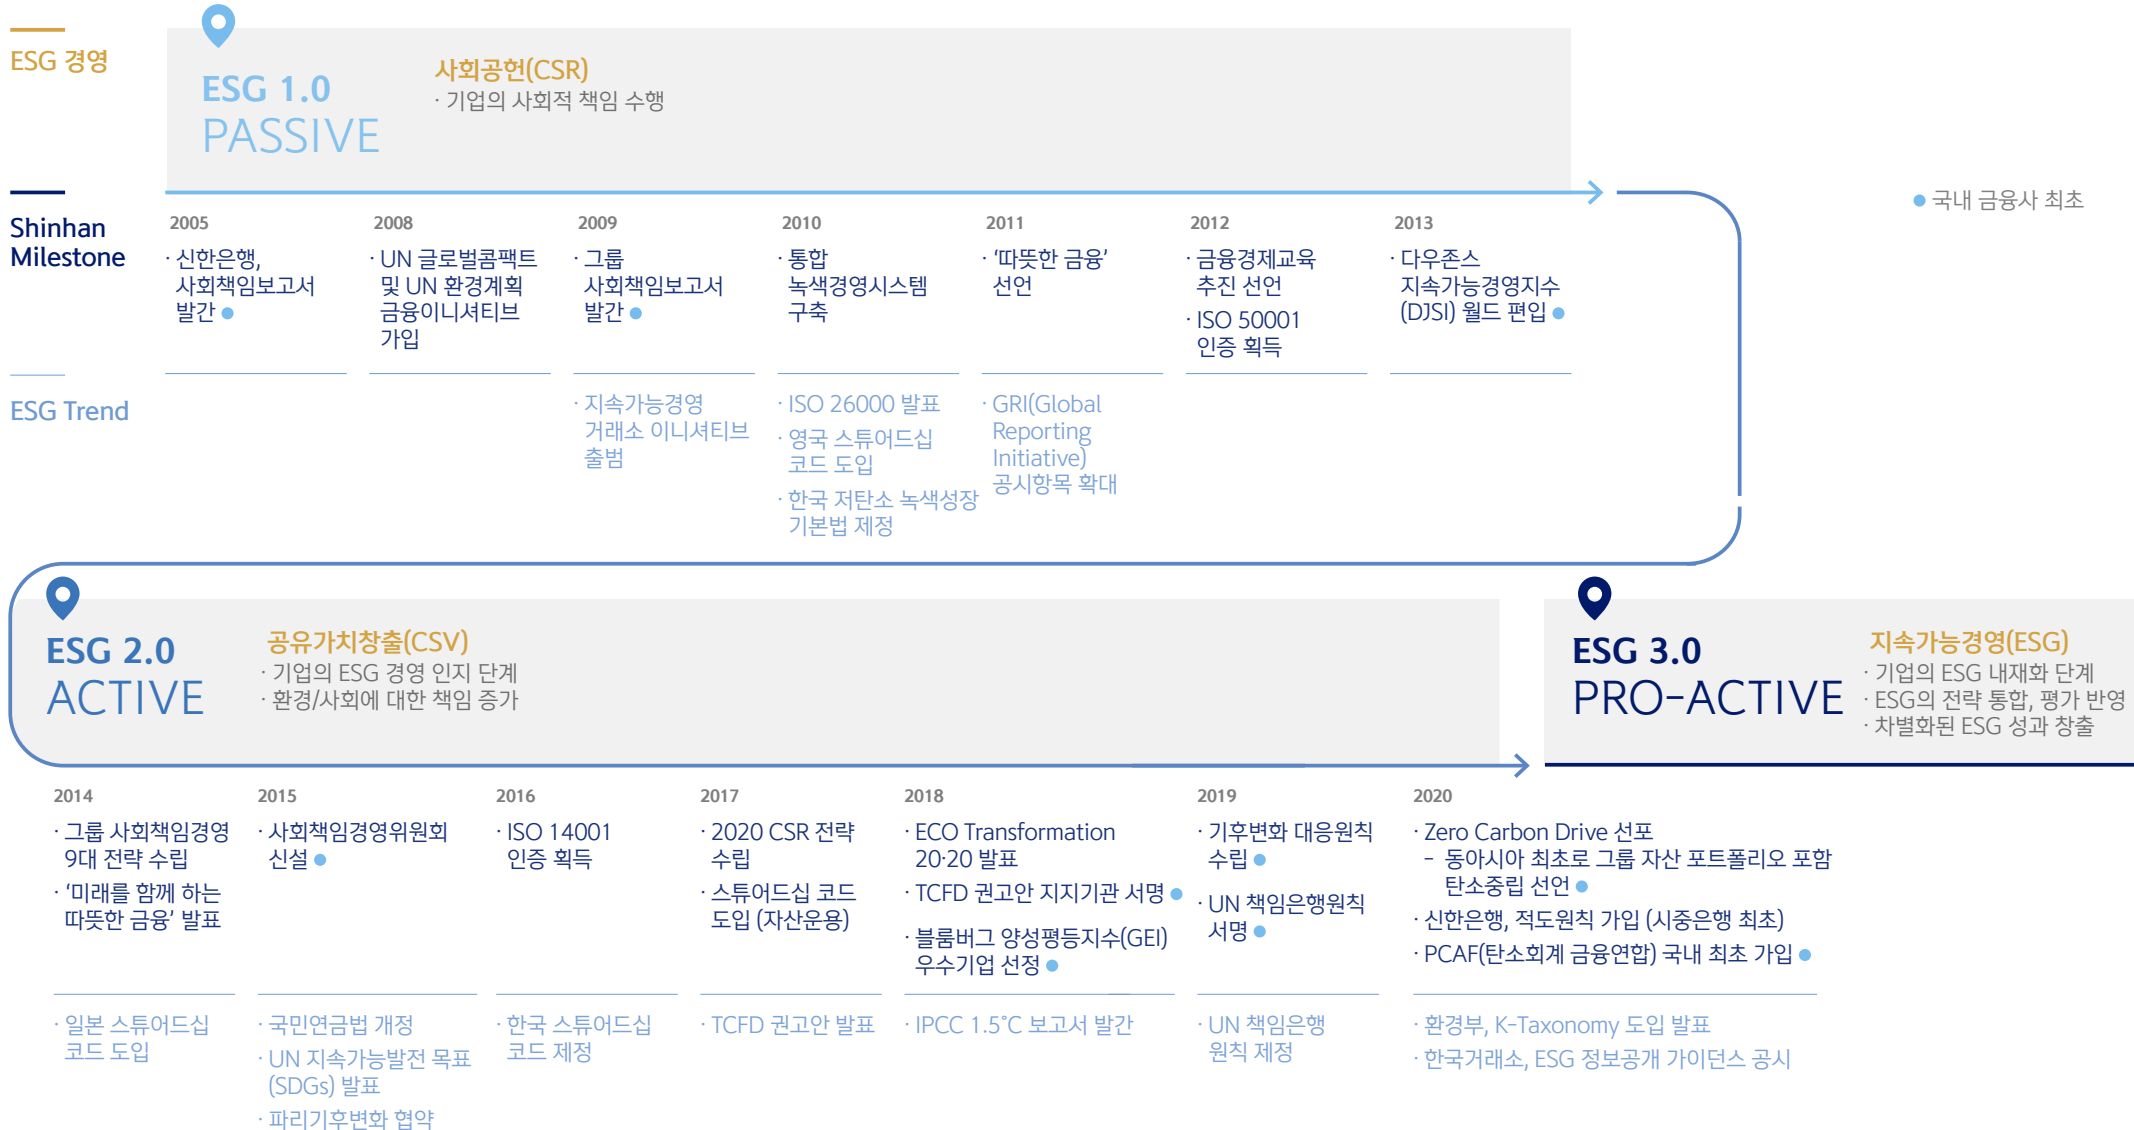 ESG 경영
ESG 1.0
PASSIVE
사회공헌(CSR)
· 기업의 사회적 책임 수행
● 국내 금융사 최초
Shinhan
Milestone
2005
· 신한은행,
사회책임보고서
발간 ●
2008
· UN 글로벌콤팩트
및 UN 환경계획
금융이니셔티브
가입
2009
· 그룹
사회책임보고서
발간 ●
2010
· 통합
녹색경영시스템
구축
2011
· ‘따뜻한 금융’
선언
2012
· 금융경제교육
추진 선언
· ISO 50001
인증 획득
2013
· 다우존스
지속가능경영지수
(DJSI) 월드 편입 ●
ESG Trend
· 지속가능경영
거래소 이니셔티브
출범
· ISO 26000 발표
· 영국 스튜어드십
코드 도입
· 한국 저탄소 녹색성장
기본법 제정
· GRI(Global
Reporting
Initiative)
공시항목 확대
ESG 2.0
ACTIVE
공유가치창출(CSV)
· 기업의 ESG 경영 인지 단계
· 환경/사회에 대한 책임 증가
ESG 3.0
PRO-ACTIVE
지속가능경영(ESG)
· 기업의 ESG 내재화 단계
· ESG의 전략 통합, 평가 반영
· 차별화된 ESG 성과 창출
2014
· 그룹 사회책임경영
9대 전략 수립
· ‘미래를 함께 하는
따뜻한 금융’ 발표
2015
· 사회책임경영위원회
신설 ●
2016
· ISO 14001
인증 획득
2017
· 2020 CSR 전략
수립
· 스튜어드십 코드
도입 (자산운용)
2018
· ECO Transformation
20·20 발표
· TCFD 권고안 지지기관 서명 ●
· 블룸버그 양성평등지수(GEI)
우수기업 선정 ●
2019
· 기후변화 대응원칙
수립 ●
· UN 책임은행원칙
서명 ●
2020
· Zero Carbon Drive 선포
- 동아시아 최초로 그룹 자산 포트폴리오 포함
탄소중립 선언 ●
· 신한은행, 적도원칙 가입 (시중은행 최초)
· PCAF(탄소회계 금융연합) 국내 최초 가입 ●
· 일본 스튜어드십
코드 도입
· 국민연금법 개정
· UN 지속가능발전 목표
(SDGs) 발표
· 파리기후변화 협약
· 한국 스튜어드십
코드 제정
· TCFD 권고안 발표
· IPCC 1.5°C 보고서 발간
· UN 책임은행
원칙 제정
· 환경부, K-Taxonomy 도입 발표
· 한국거래소, ESG 정보공개 가이던스 공시